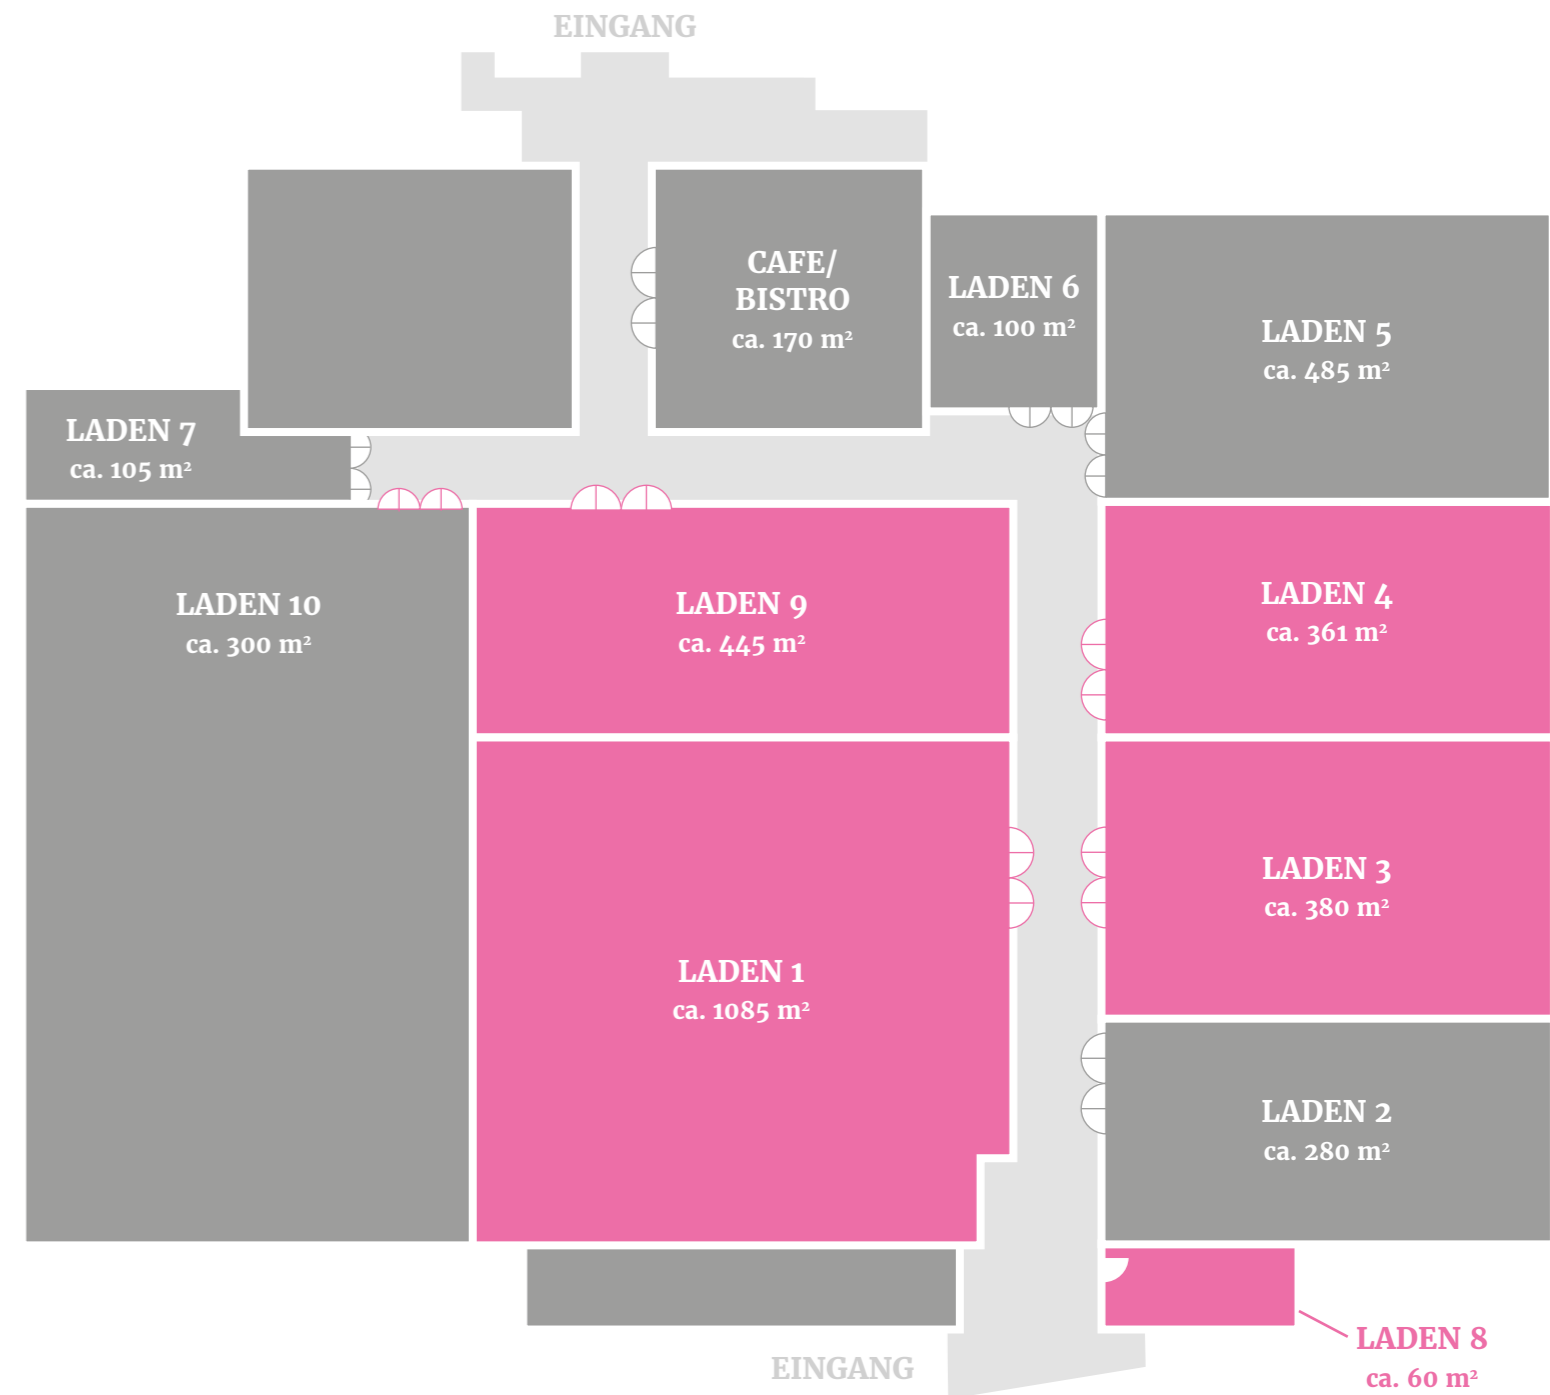 EINGANG
CAFE/
BISTRO
ca. 170 m²
LADEN 6
ca. 100 m²
LADEN 5
ca. 485 m²
LADEN 7
ca. 105 m²
LADEN 10
ca. 300 m²
LADEN 9
ca. 445 m²
LADEN 4
ca. 361 m²
LADEN 3
ca. 380 m²
LADEN 1
ca. 1085 m²
LADEN 2
ca. 280 m²
EINGANG
LADEN 8
ca. 60 m²